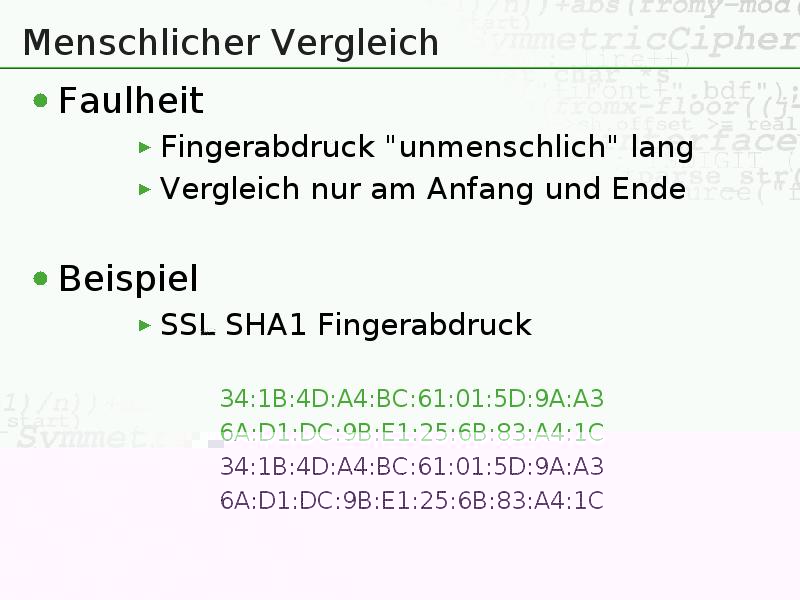 Menschlicher Vergleich
Faulheit
Fingerabdruck "unmenschlich" lang
Vergleich nur am Anfang und Ende
Beispiel
SSL SHA1 Fingerabdruck
34:1B:4D:A4:BC:61:01:5D:9A:A3
6A:D1:DC:9B:E1:25:6B:83:A4:1C
34:1B:4D:A4:BC:61:01:5D:9A:A3
6A:D1:DC:9B:E1:25:6B:83:A4:1C